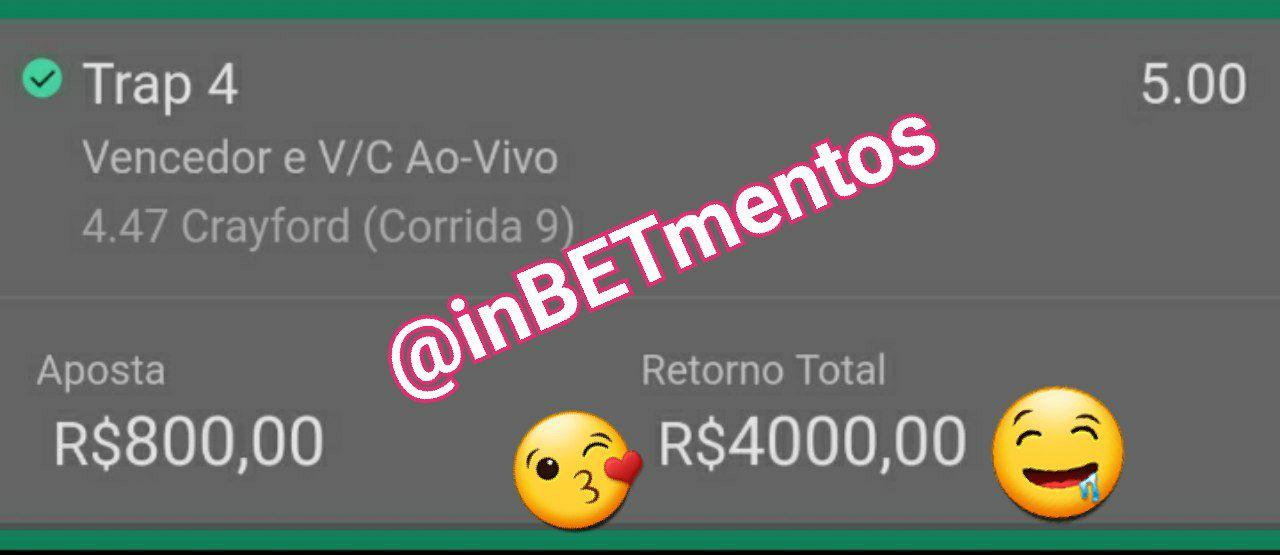 Trap 4 5.00
Vencedor e V/C Ao-Vivo
4.47 Crayford (Corrida 9)
@inBETmentos
Aposta Retorno Total
R$800,00 R$4000,00